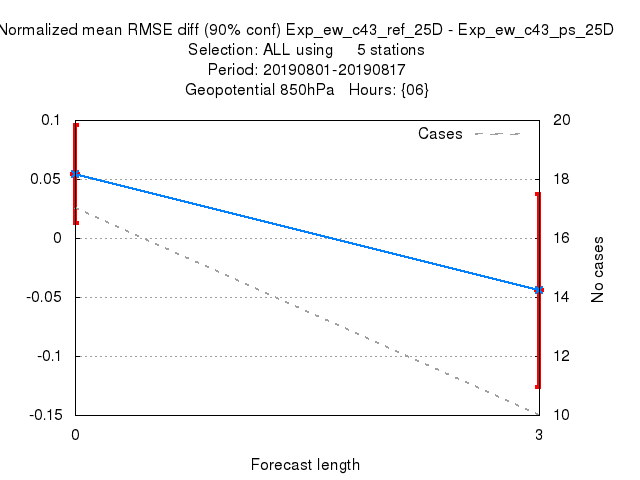 Normalized mean RMSE diff (90% conf) Exp_ew_c43_ref_25D - Exp_ew_c43_ps_25D
Selection: ALL using 5 stations
Period: 20190801-20190817
Geopotential 850hPa Hours: {06}
Cases
0.1
0.05
0
-0.05
-0.1
-0.15
20
18
16
14
12
10
No cases
0 3
Forecast length